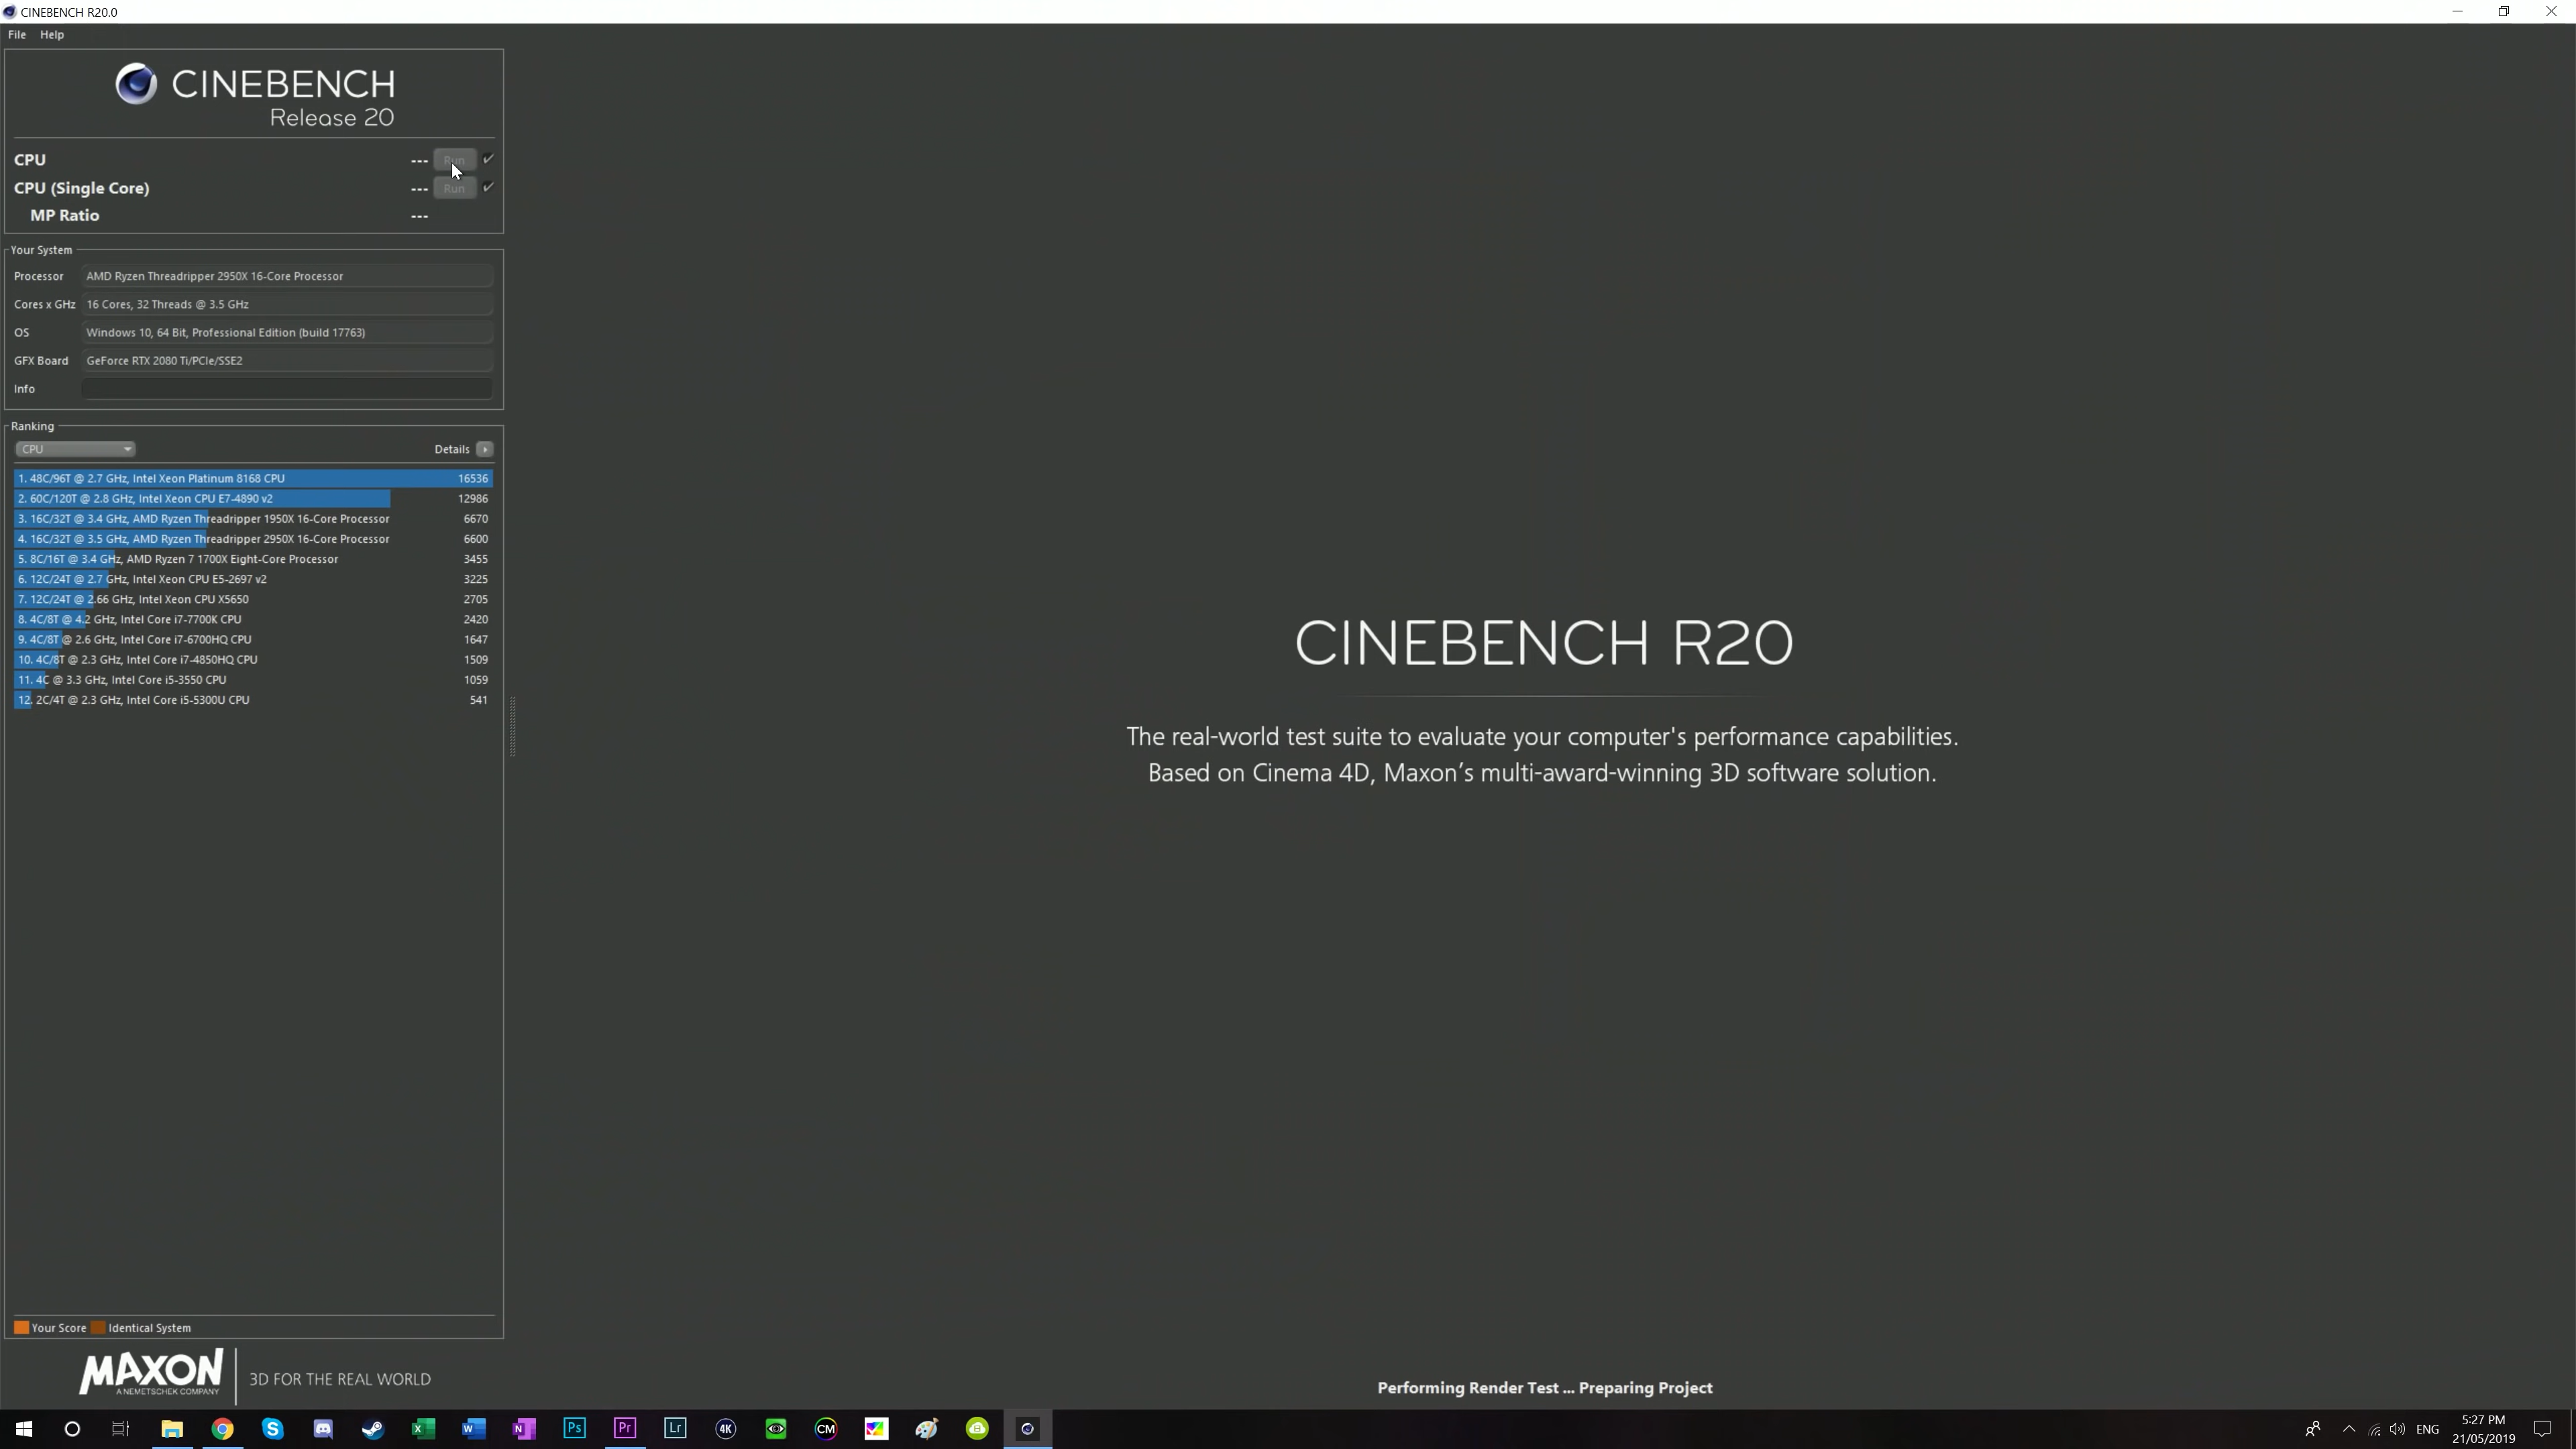 CINEBENCH R20.0
File Help
CINEBENCH
Release 20
CPU --- Run
CPU (Single Core) --- Run
MP Ratio ---
Your System
Processor AMD Ryzen Threadripper 2950X 16-Core Processor
Cores x GHz 16 Cores, 32 Threads @ 3.5 GHz
OS Windows 10, 64 Bit, Professional Edition (build 17763)
GFX Board GeForce RTX 2080 Ti/PCIe/SSE2
Info
Ranking
CPU Details
1. 48C/96T @ 2.7 GHz, Intel Xeon Platinum 8168 CPU 16536
2. 60C/120T @ 2.8 GHz, Intel Xeon CPU E7-4890 v2 12986
3. 16C/32T @ 3.4 GHz, AMD Ryzen Threadripper 1950X 16-Core Processor 6670
4. 16C/32T @ 3.5 GHz, AMD Ryzen Threadripper 2950X 16-Core Processor 6600
5. 8C/16T @ 3.4 GHz, AMD Ryzen 7 1700X Eight-Core Processor 3455
6. 12C/24T @ 2.7 GHz, Intel Xeon CPU E5-2697 v2 3225
7. 12C/24T @ 2.66 GHz, Intel Xeon CPU X5650 2705
8. 4C/8T @ 4.2 GHz, Intel Core i7-7700K CPU 2420
9. 4C/8T @ 2.6 GHz, Intel Core i7-6700HQ CPU 1647
10. 4C/8T @ 2.3 GHz, Intel Core i7-4850HQ CPU 1509
11. 4C @ 3.3 GHz, Intel Core i5-3550 CPU 1059
12. 2C/4T @ 2.3 GHz, Intel Core i5-5300U CPU 541
Your Score Identical System
MAXON
A NEMETSCHEK COMPANY
3D FOR THE REAL WORLD
CINEBENCH R20
The real-world test suite to evaluate your computer's performance capabilities.
Based on Cinema 4D, Maxon’s multi-award-winning 3D software solution.
Performing Render Test ... Preparing Project
Ps Pr Lr 4K CM
ENG
5:27 PM
21/05/2019